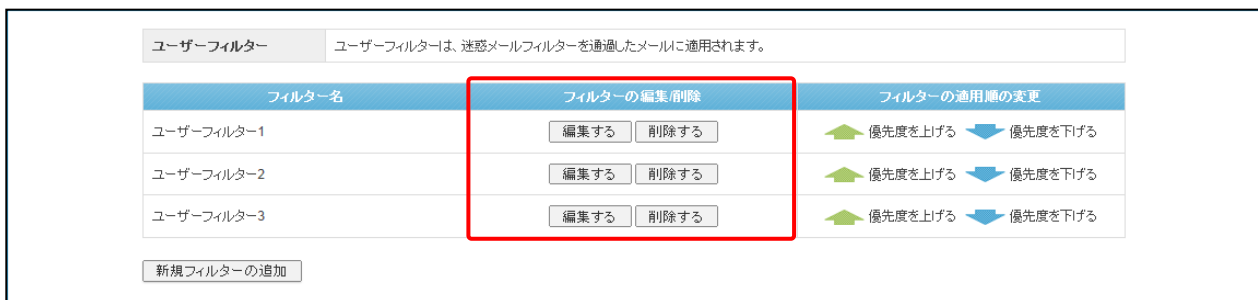 ユーザーフィルター ユーザーフィルターは、迷惑メールフィルターを通過したメールに適用されます。
フィルター名 フィルターの編集/削除 フィルターの適用順の変更
ユーザーフィルター1 編集する 削除する 優先度を上げる 優先度を下げる
ユーザーフィルター2 編集する 削除する 優先度を上げる 優先度を下げる
ユーザーフィルター3 編集する 削除する 優先度を上げる 優先度を下げる
新規フィルターの追加